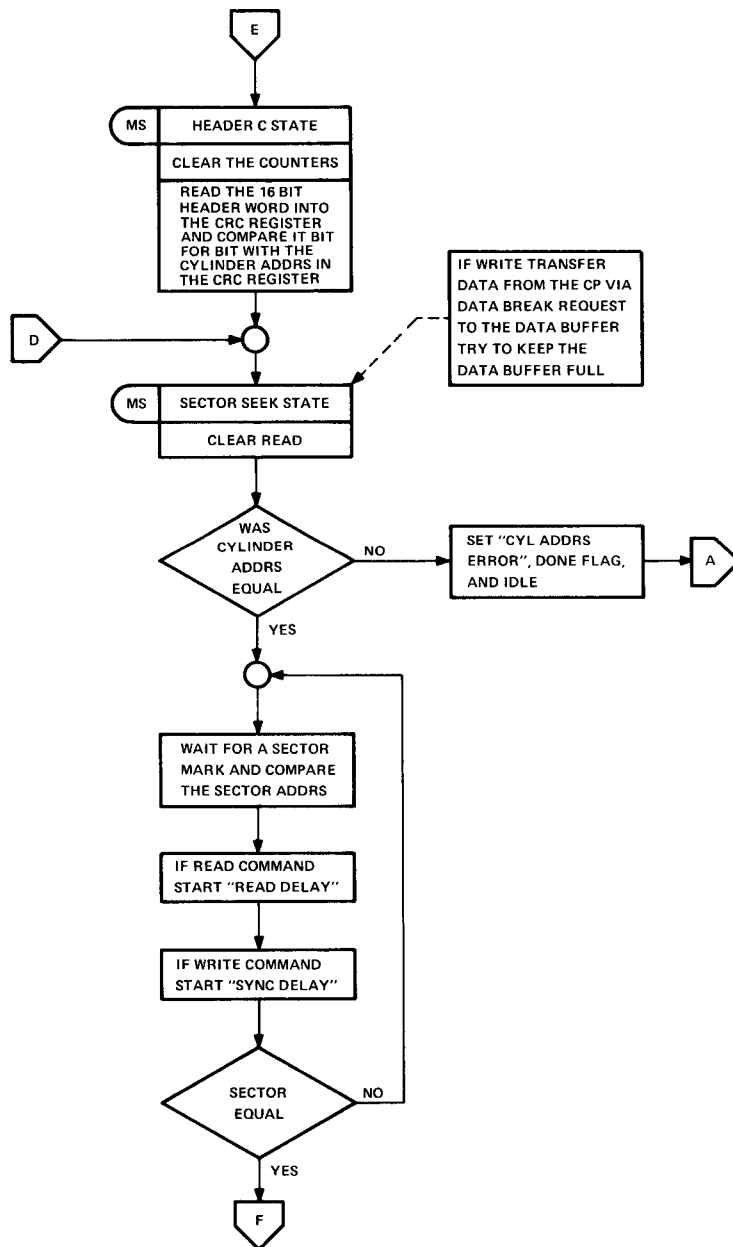 E
MS
HEADER C STATE
CLEAR THE COUNTERS
READ THE 16 BIT
HEADER WORD INTO
THE CRC REGISTER
AND COMPARE IT BIT
FOR BIT WITH THE
CYLINDER ADDRS IN
THE CRC REGISTER
IF WRITE TRANSFER
DATA FROM THE CP VIA
DATA BREAK REQUEST
TO THE DATA BUFFER
TRY TO KEEP THE
DATA BUFFER FULL
D
MS
SECTOR SEEK STATE
CLEAR READ
WAS
CYLINDER
ADDRS
EQUAL
NO
SET "CYL ADDRS
ERROR", DONE FLAG,
AND IDLE
A
YES
WAIT FOR A SECTOR
MARK AND COMPARE
THE SECTOR ADDRS
IF READ COMMAND
START "READ DELAY"
IF WRITE COMMAND
START "SYNC DELAY"
SECTOR
EQUAL
NO
YES
F